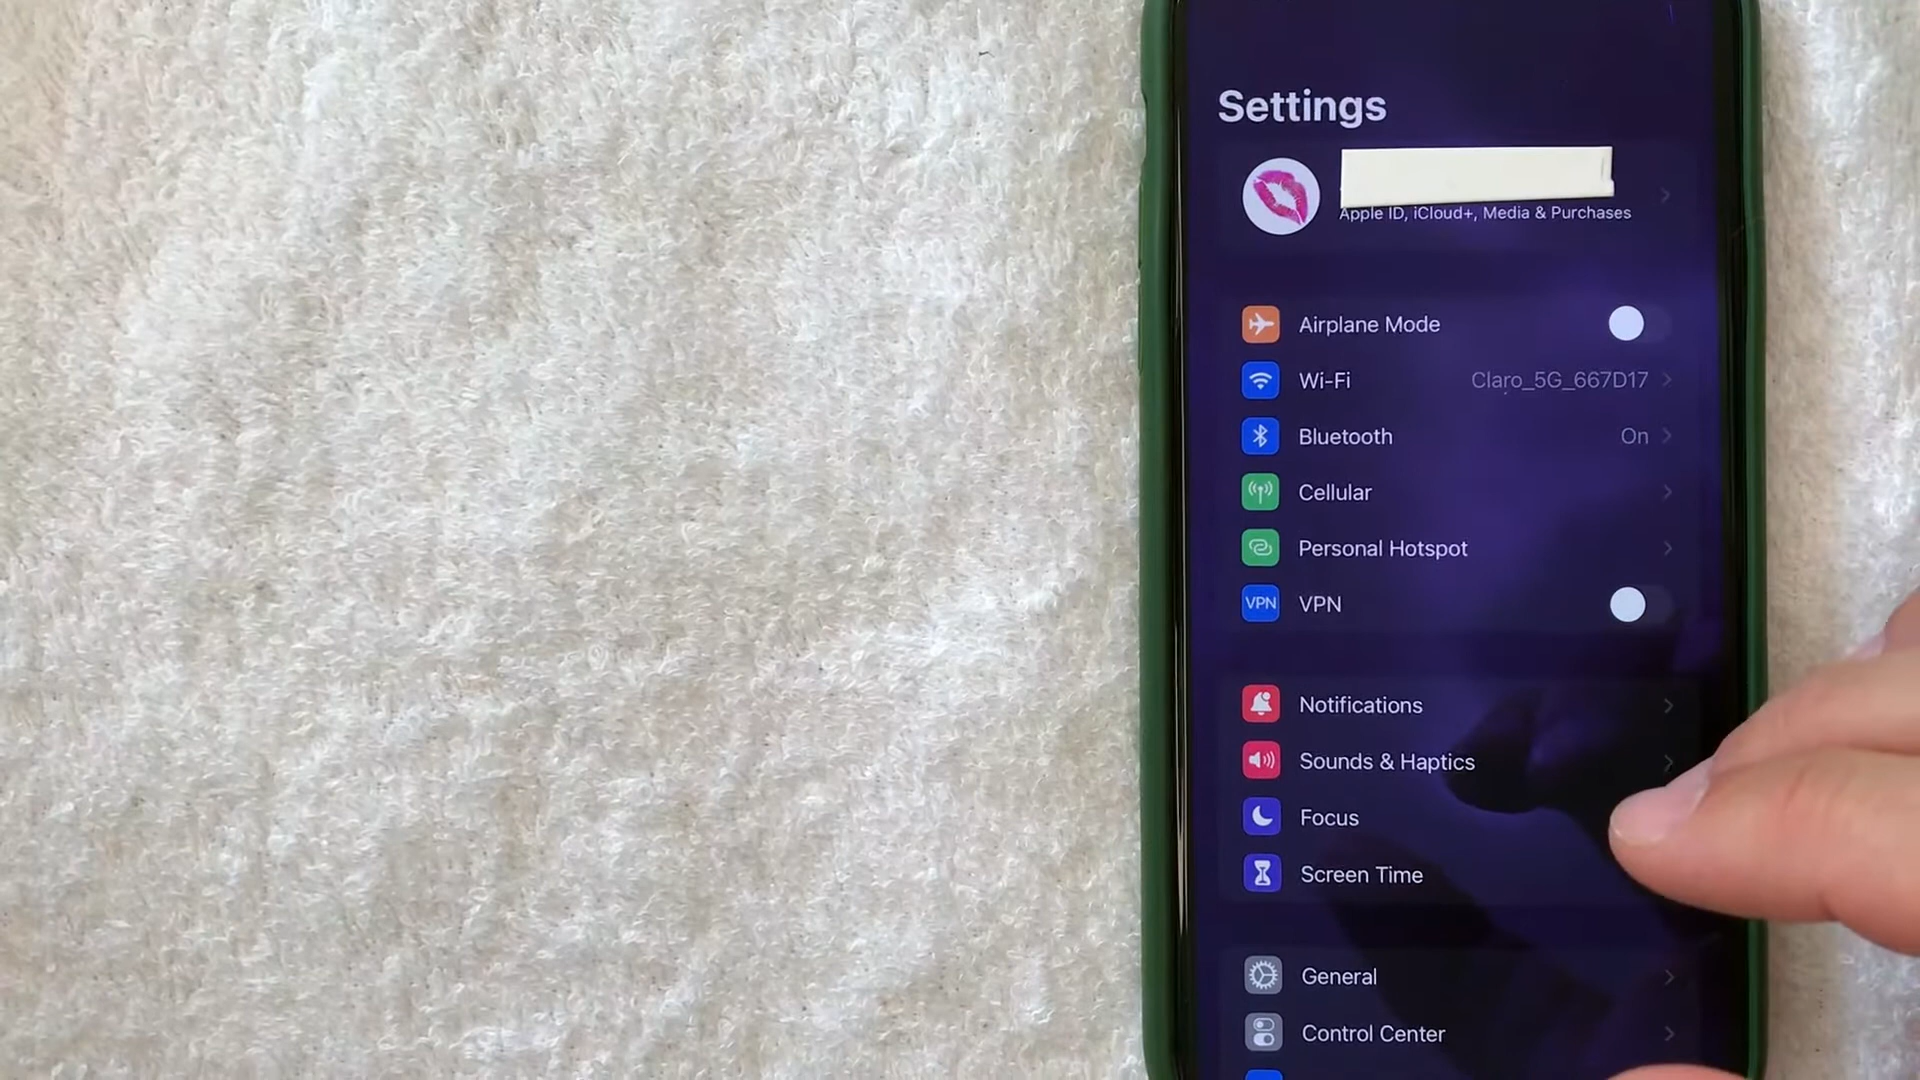 Settings
Apple ID, iCloud+, Media & Purchases
Airplane Mode
Wi-Fi Claro_5G_667D17
Bluetooth On
Cellular
Personal Hotspot
VPN VPN
Notifications
Sounds & Haptics
Focus
Screen Time
General
Control Center